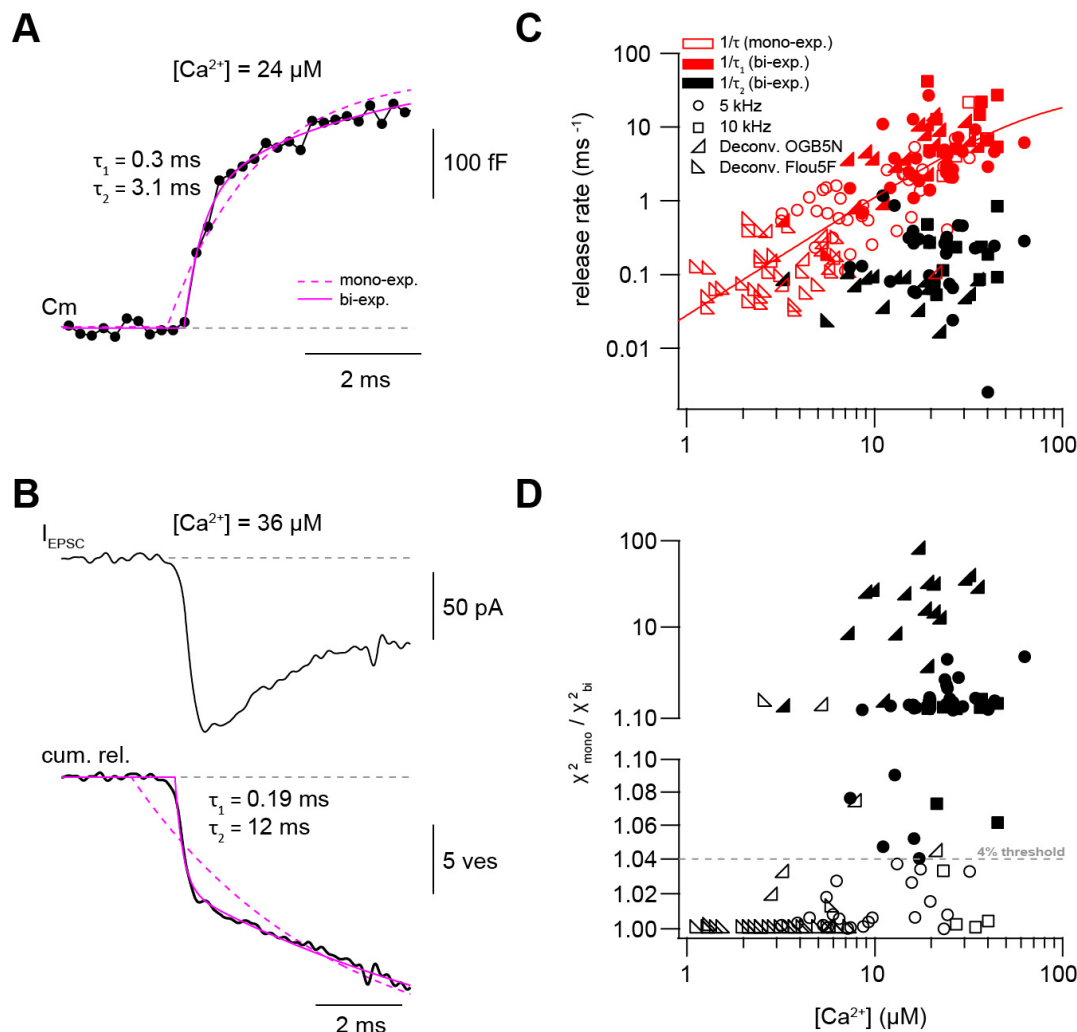 A
[Ca²⁺] = 24 µM
τ₁ = 0.3 ms
τ₂ = 3.1 ms
100 fF
mono-exp.
bi-exp.
Cm
2 ms
B
I_EPSC
[Ca²⁺] = 36 µM
50 pA
cum. rel.
τ₁ = 0.19 ms
τ₂ = 12 ms
5 ves
2 ms
C
1/τ (mono-exp.)
1/τ₁ (bi-exp.)
1/τ₂ (bi-exp.)
5 kHz
10 kHz
Deconv. OGB5N
Deconv. Flou5F
release rate (ms⁻¹)
100
10
1
0.1
0.01
1
10
100
D
χ²mono / χ²bi
100
10
1.10
1.10
1.08
1.06
1.04
1.02
1.00
4% threshold
1
10
100
[Ca²⁺] (µM)